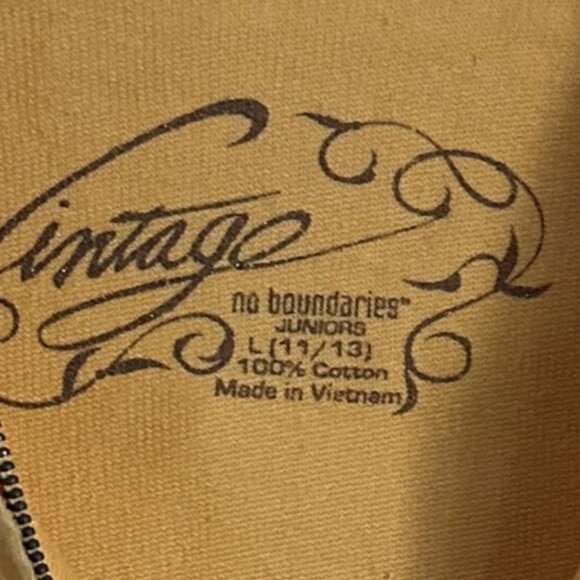 Vintage
no boundaries™
JUNIORS
L (11/13)
100% Cotton
Made in Vietnam